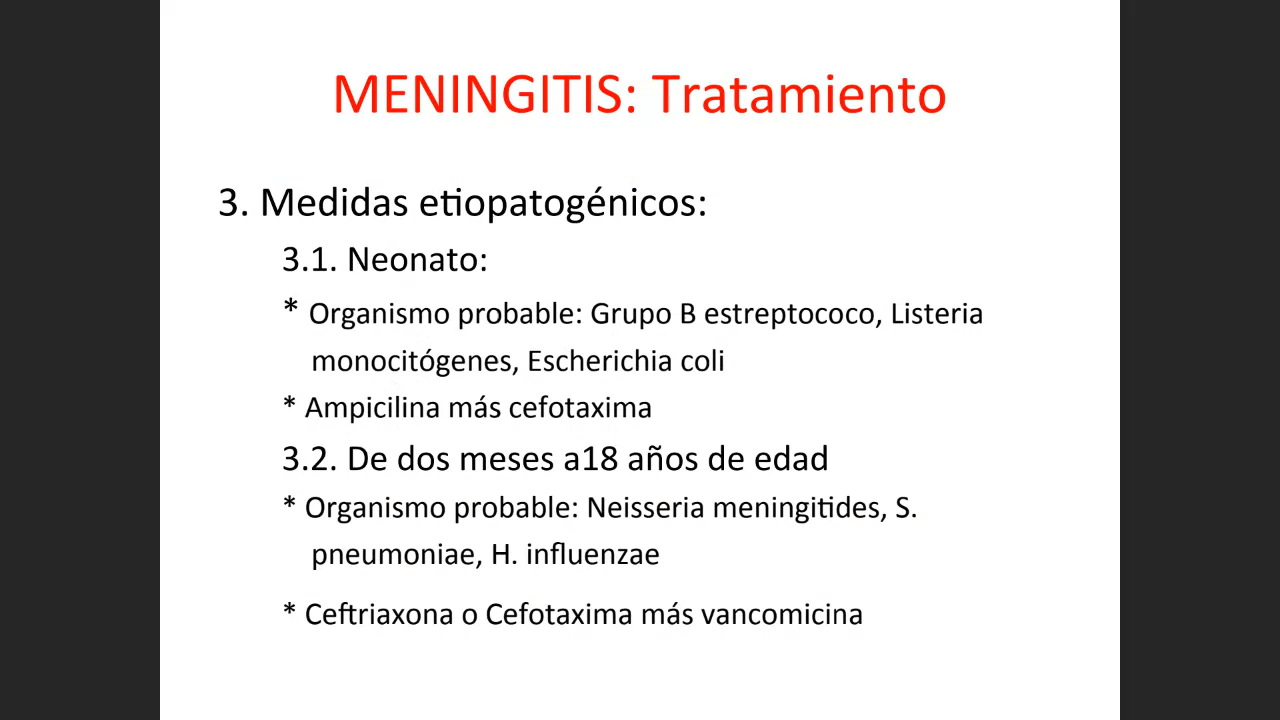 MENINGITIS: Tratamiento
3. Medidas etiopatogénicos:
3.1. Neonato:
* Organismo probable: Grupo B estreptococo, Listeria
monocitógenes, Escherichia coli
* Ampicilina más cefotaxima
3.2. De dos meses a18 años de edad
* Organismo probable: Neisseria meningitides, S.
pneumoniae, H. influenzae
* Ceftriaxona o Cefotaxima más vancomicina